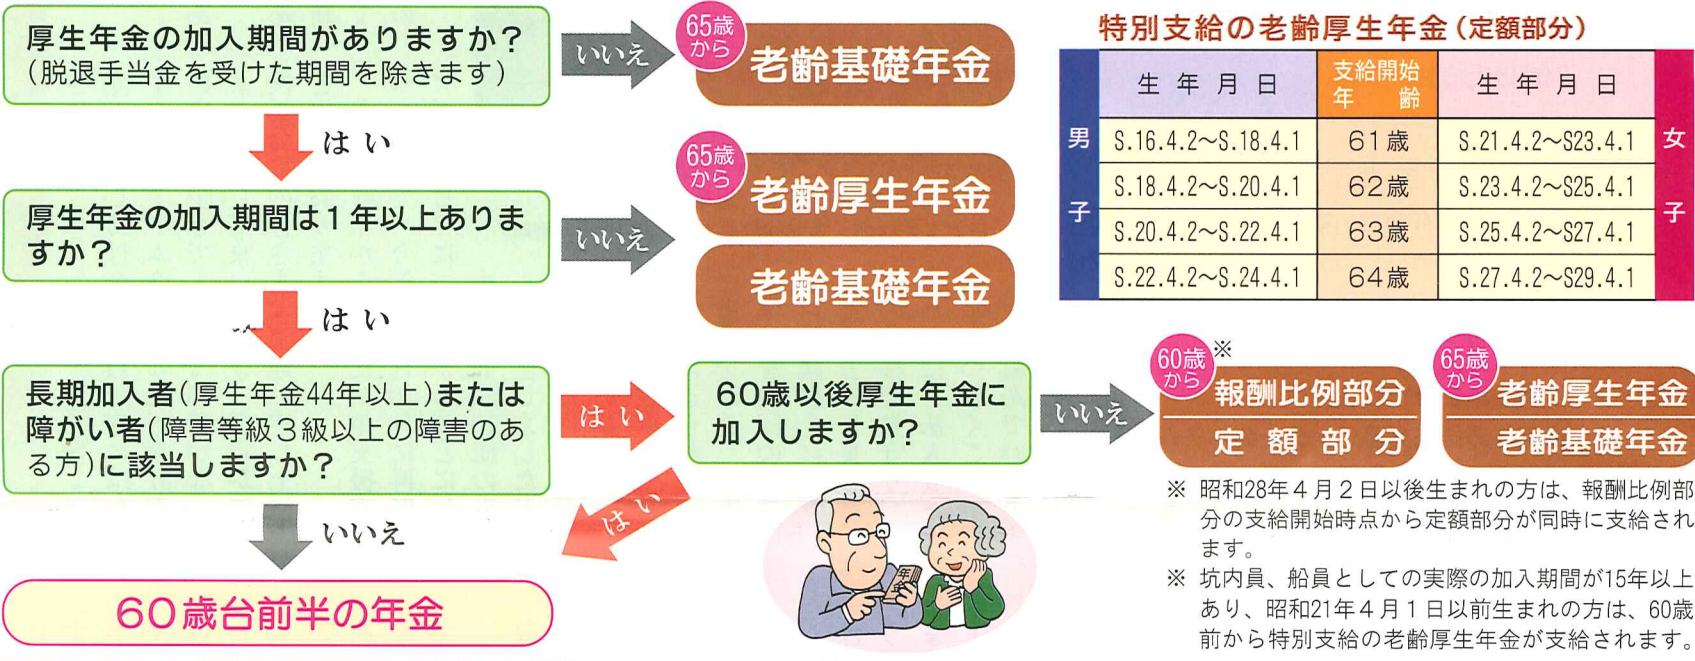 厚生年金の加入期間がありますか？
（脱退手当金を受けた期間を除きます）
いいえ
65歳
から
老齢基礎年金
はい
厚生年金の加入期間は１年以上ありま
すか？
いいえ
65歳
から
老齢厚生年金
老齢基礎年金
はい
長期加入者（厚生年金44年以上）または
障がい者（障害等級３級以上の障害のあ
る方）に該当しますか？
はい
60歳以後厚生年金に
加入しますか？
いいえ
60歳
から
※
報酬比例部分
定額部分
65歳
から
老齢厚生年金
老齢基礎年金
はい
いいえ
60歳台前半の年金
年金
特別支給の老齢厚生年金（定額部分）
男子
生年月日
支給開始
年齢
生年月日
女子
S.16.4.2～S.18.4.1 61歳 S.21.4.2～S23.4.1
S.18.4.2～S.20.4.1 62歳 S.23.4.2～S25.4.1
S.20.4.2～S.22.4.1 63歳 S.25.4.2～S27.4.1
S.22.4.2～S.24.4.1 64歳 S.27.4.2～S29.4.1
※ 昭和28年４月２日以後生まれの方は、報酬比例部
分の支給開始時点から定額部分が同時に支給され
ます。
※ 坑内員、船員としての実際の加入期間が15年以上
あり、昭和21年４月１日以前生まれの方は、60歳
前から特別支給の老齢厚生年金が支給されます。